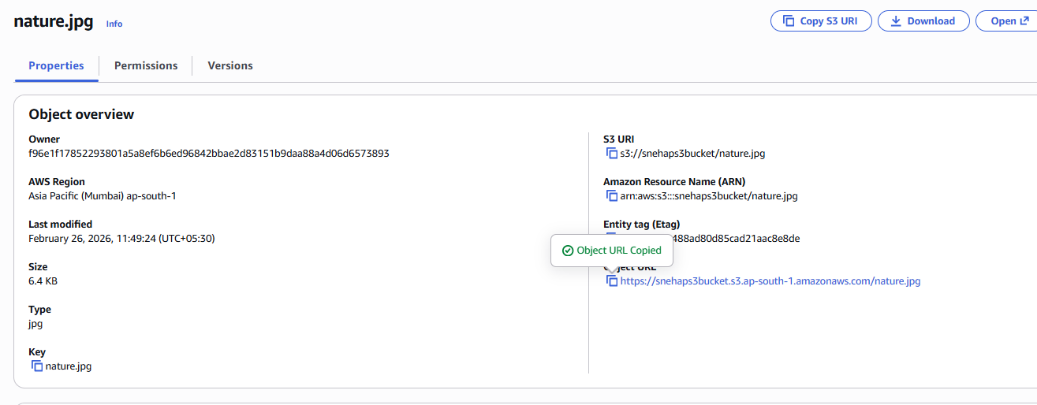 nature.jpg Info
Copy S3 URI Download Open
Properties Permissions Versions
Object overview
Owner
f96e1f17852293801a5a8ef6b6ed96842bbae2d83151b9daa88a4d06d6573893
AWS Region
Asia Pacific (Mumbai) ap-south-1
Last modified
February 26, 2026, 11:49:24 (UTC+05:30)
Size
6.4 KB
Type
jpg
Key
nature.jpg
S3 URI
s3://snehaps3bucket/nature.jpg
Amazon Resource Name (ARN)
arn:aws:s3:::snehaps3bucket/nature.jpg
Entity tag (Etag)
488ad80d85cad21aac8e8de
Object URL Copied
Object URL
https://snehaps3bucket.s3.ap-south-1.amazonaws.com/nature.jpg